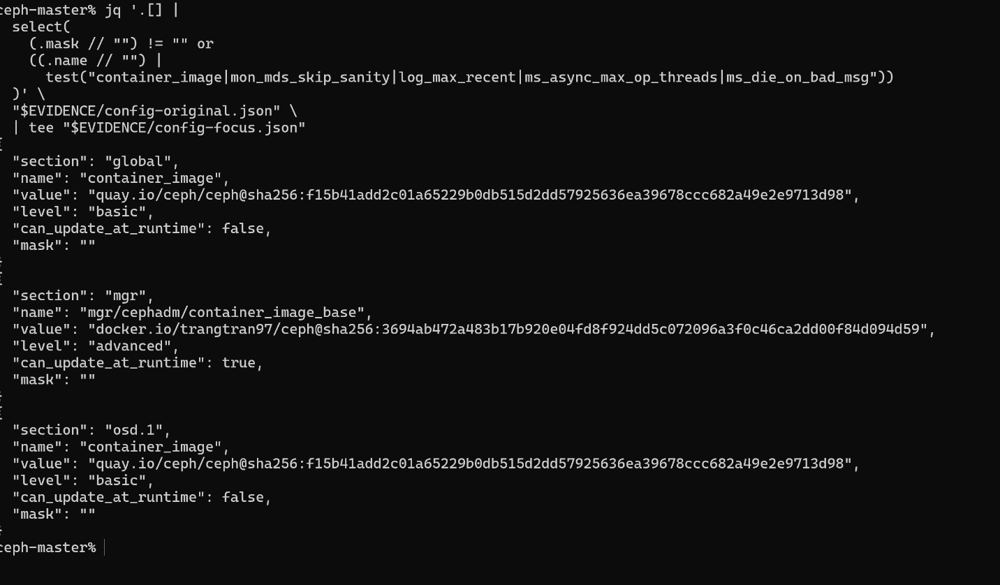 ceph-master% jq '.[] |
  select(
    (.mask // "") != "" or
    ((.name // "") |
      test("container_image|mon_mds_skip_sanity|log_max_recent|ms_async_max_op_threads|ms_die_on_bad_msg"))
  )' \
  "$EVIDENCE/config-original.json" \
  | tee "$EVIDENCE/config-focus.json"
{
  "section": "global",
  "name": "container_image",
  "value": "quay.io/ceph/ceph@sha256:f15b41add2c01a65229b0db515d2dd57925636ea39678ccc682a49e2e9713d98",
  "level": "basic",
  "can_update_at_runtime": false,
  "mask": ""
}
{
  "section": "mgr",
  "name": "mgr/cephadm/container_image_base",
  "value": "docker.io/trangtran97/ceph@sha256:3694ab472a483b17b920e04fd8f924dd5c072096a3f0c46ca2dd00f84d094d59",
  "level": "advanced",
  "can_update_at_runtime": true,
  "mask": ""
}
{
  "section": "osd.1",
  "name": "container_image",
  "value": "quay.io/ceph/ceph@sha256:f15b41add2c01a65229b0db515d2dd57925636ea39678ccc682a49e2e9713d98",
  "level": "basic",
  "can_update_at_runtime": false,
  "mask": ""
}
ceph-master%